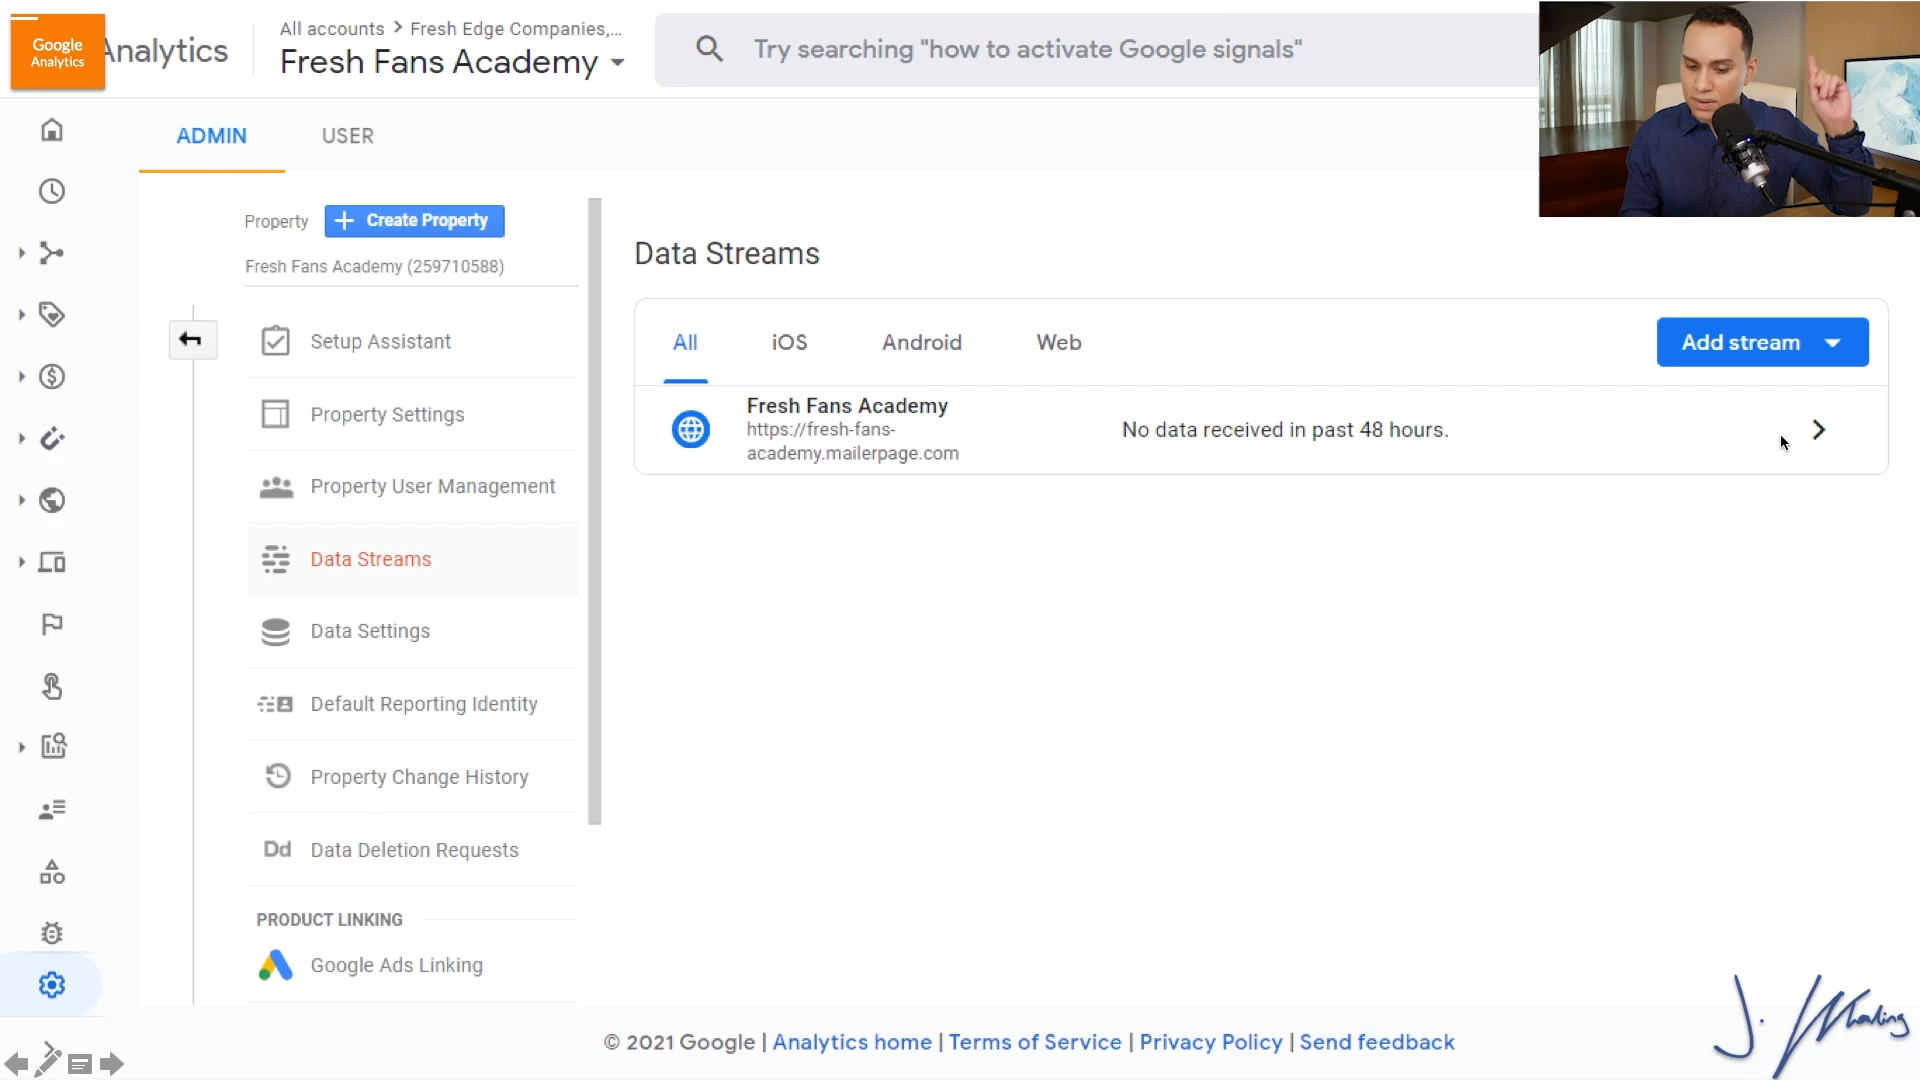 Google
Analytics
Analytics
All accounts > Fresh Edge Companies,...
Fresh Fans Academy
Try searching "how to activate Google signals"
ADMIN
USER
Property
+ Create Property
Fresh Fans Academy (259710588)
Setup Assistant
Property Settings
Property User Management
Data Streams
Data Settings
Default Reporting Identity
Property Change History
Dd Data Deletion Requests
PRODUCT LINKING
Google Ads Linking
Data Streams
All
iOS
Android
Web
Add stream
Fresh Fans Academy
https://fresh-fans-
academy.mailerpage.com
No data received in past 48 hours.
© 2021 Google | Analytics home | Terms of Service | Privacy Policy | Send feedback